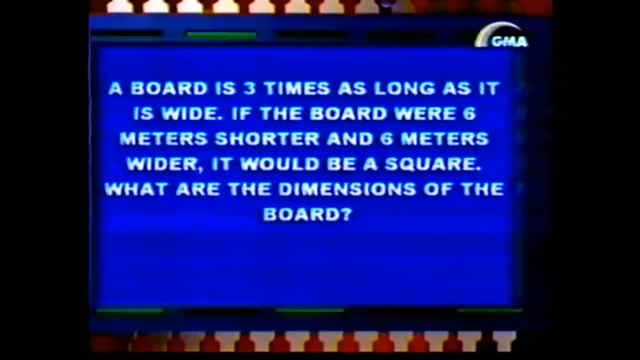 GMA
A BOARD IS 3 TIMES AS LONG AS IT
IS WIDE. IF THE BOARD WERE 6
METERS SHORTER AND 6 METERS
WIDER, IT WOULD BE A SQUARE.
WHAT ARE THE DIMENSIONS OF THE
BOARD?